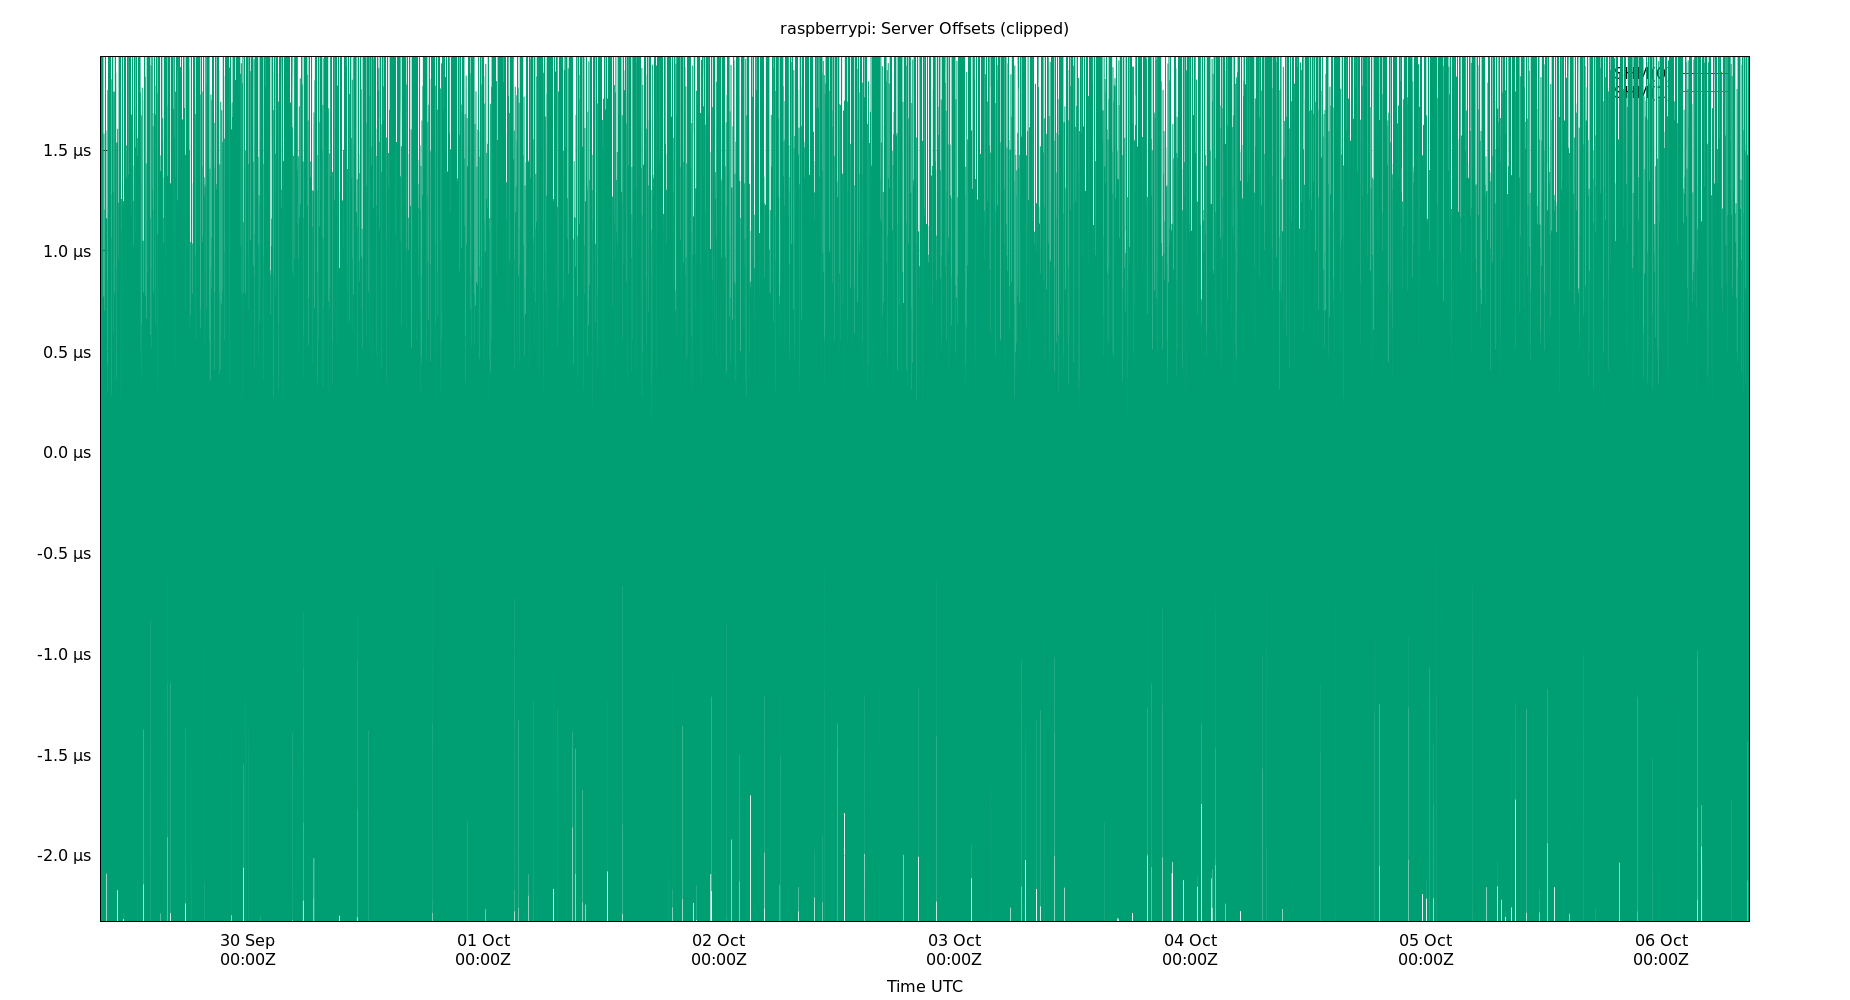 raspberrypi: Server Offsets (clipped)
1.5 µs
1.0 µs
0.5 µs
0.0 µs
-0.5 µs
-1.0 µs
-1.5 µs
-2.0 µs
30 Sep
00:00Z
01 Oct
00:00Z
02 Oct
00:00Z
03 Oct
00:00Z
04 Oct
00:00Z
05 Oct
00:00Z
06 Oct
00:00Z
Time UTC